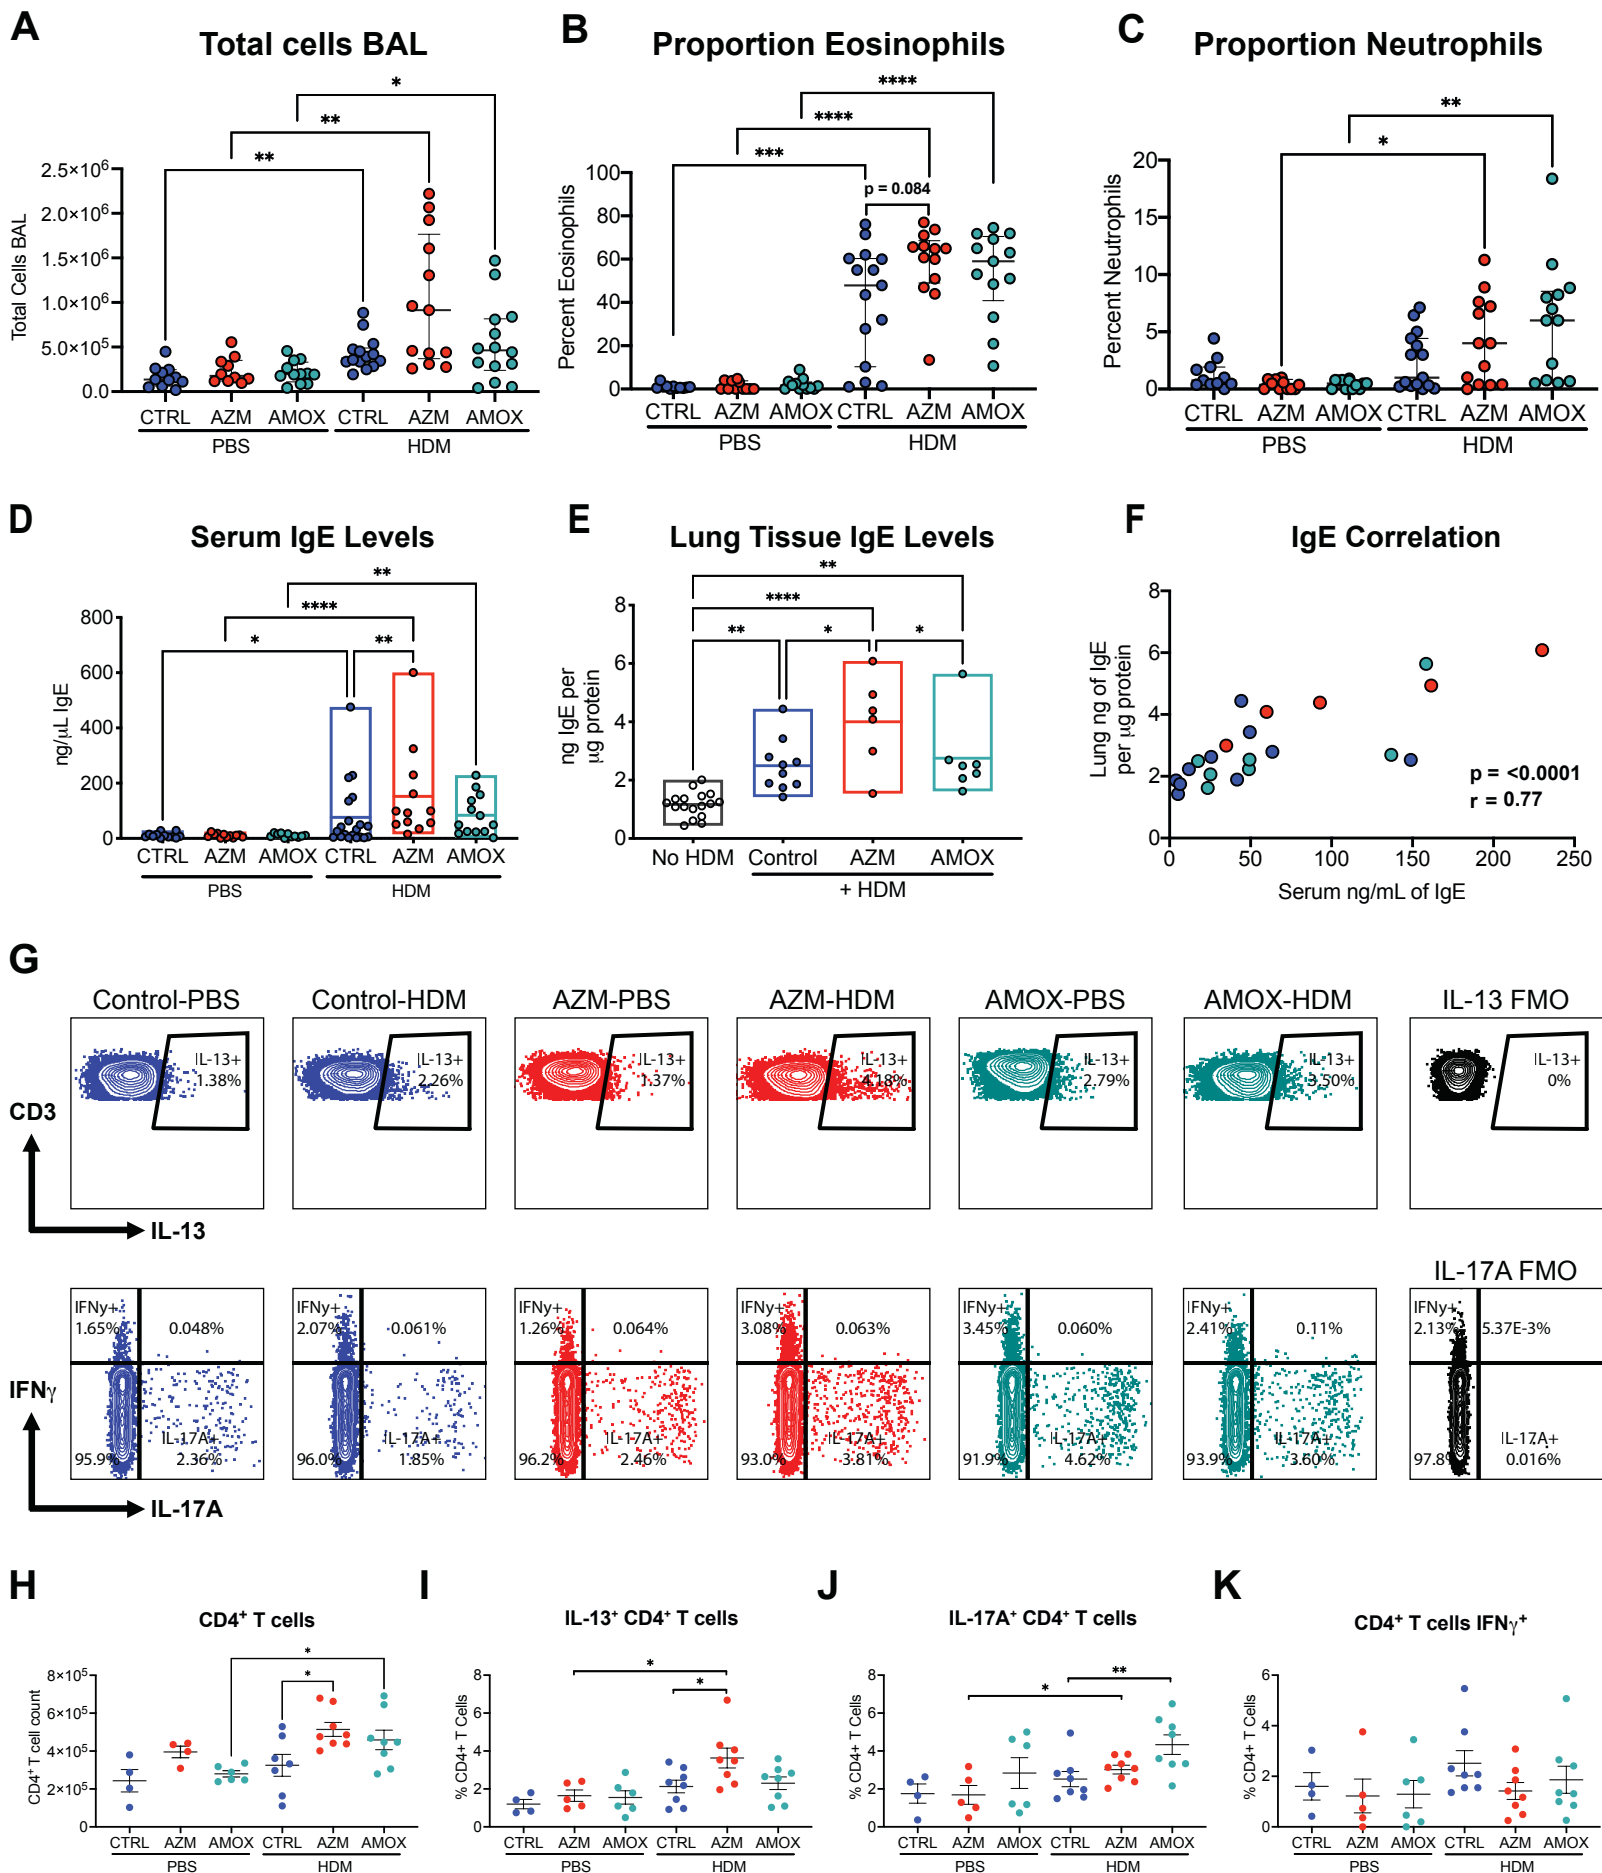 A
Total cells BAL
*
**
**
2.5×10⁶
2.0×10⁶
1.5×10⁶
1.0×10⁶
5.0×10⁵
0.0
Total Cells BAL
CTRL AZM AMOX CTRL AZM AMOX
PBS HDM
B
Proportion Eosinophils
****
****
***
p = 0.084
100
80
60
40
20
0
Percent Eosinophils
CTRL AZM AMOX CTRL AZM AMOX
PBS HDM
C
Proportion Neutrophils
**
*
20
15
10
5
0
Percent Neutrophils
CTRL AZM AMOX CTRL AZM AMOX
PBS HDM
D
Serum IgE Levels
**
****
* **
800
600
400
200
0
ng/µL IgE
CTRL AZM AMOX CTRL AZM AMOX
PBS HDM
E
Lung Tissue IgE Levels
**
****
** * *
8
6
4
2
0
ng IgE per
µg protein
No HDM Control AZM AMOX
+ HDM
F
IgE Correlation
8
6
4
2
0
Lung ng of IgE
per µg protein
p = <0.0001
r = 0.77
0 50 100 150 200 250
Serum ng/mL of IgE
G
Control-PBS Control-HDM AZM-PBS AZM-HDM AMOX-PBS AMOX-HDM IL-13 FMO
IL-13+ IL-13+ IL-13+ IL-13+ IL-13+ IL-13+ IL-13+
1.38% 2.26% 1.37% 4.18% 2.79% 3.50% 0%
CD3
IL-13
IL-17A FMO
IFNy+ IFNy+ IFNy+ IFNy+ IFNy+ IFNy+ IFNy+
1.65% 0.048% 2.07% 0.061% 1.26% 0.064% 3.08% 0.063% 3.45% 0.060% 2.41% 0.11% 2.13% 5.37E-3%
IFNγ
IL-17A+ IL-17A+ IL-17A+ IL-17A+ IL-17A+ IL-17A+ IL-17A+
95.9% 2.36% 96.0% 1.85% 96.2% 2.46% 93.0% 3.81% 91.9% 4.62% 93.9% 3.60% 97.8% 0.016%
IL-17A
H
CD4⁺ T cells
*
*
8×10⁵
6×10⁵
4×10⁵
2×10⁵
0
CD4⁺ T cell count
CTRL AZM AMOX CTRL AZM AMOX
PBS HDM
I
IL-13⁺ CD4⁺ T cells
*
*
8
6
4
2
0
% CD4+ T Cells
CTRL AZM AMOX CTRL AZM AMOX
PBS HDM
J
IL-17A⁺ CD4⁺ T cells
**
*
8
6
4
2
0
% CD4+ T Cells
CTRL AZM AMOX CTRL AZM AMOX
PBS HDM
K
CD4⁺ T cells IFNγ⁺
6
4
2
0
% CD4+ T Cells
CTRL AZM AMOX CTRL AZM AMOX
PBS HDM